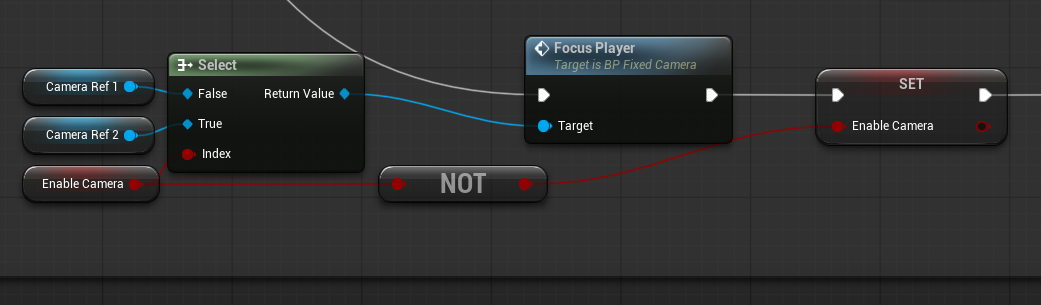 Camera Ref 1
Camera Ref 2
Enable Camera
Select
False
Return Value
True
Index
NOT
Focus Player
Target is BP Fixed Camera
Target
SET
Enable Camera